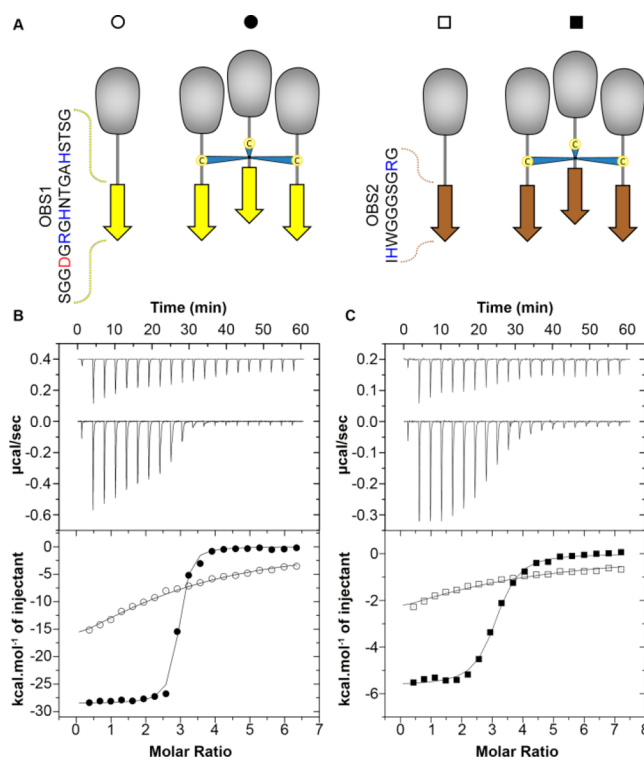 A
OBS1
SGGDGRGHNTGAHSTSG
C C C
OBS2
IHWGGGSGRG
C C C
B
Time (min)
0 10 20 30 40 50 60
0.4
0.2
0.0
-0.2
-0.4
-0.6
µcal/sec
0
-5
-10
-15
-20
-25
-30
kcal.mol⁻¹ of injectant
0 1 2 3 4 5 6 7
Molar Ratio
C
Time (min)
0 10 20 30 40 50 60
0.2
0.1
0.0
-0.1
-0.2
-0.3
µcal/sec
0
-2
-4
-6
kcal.mol⁻¹ of injectant
0 1 2 3 4 5 6 7 8
Molar Ratio